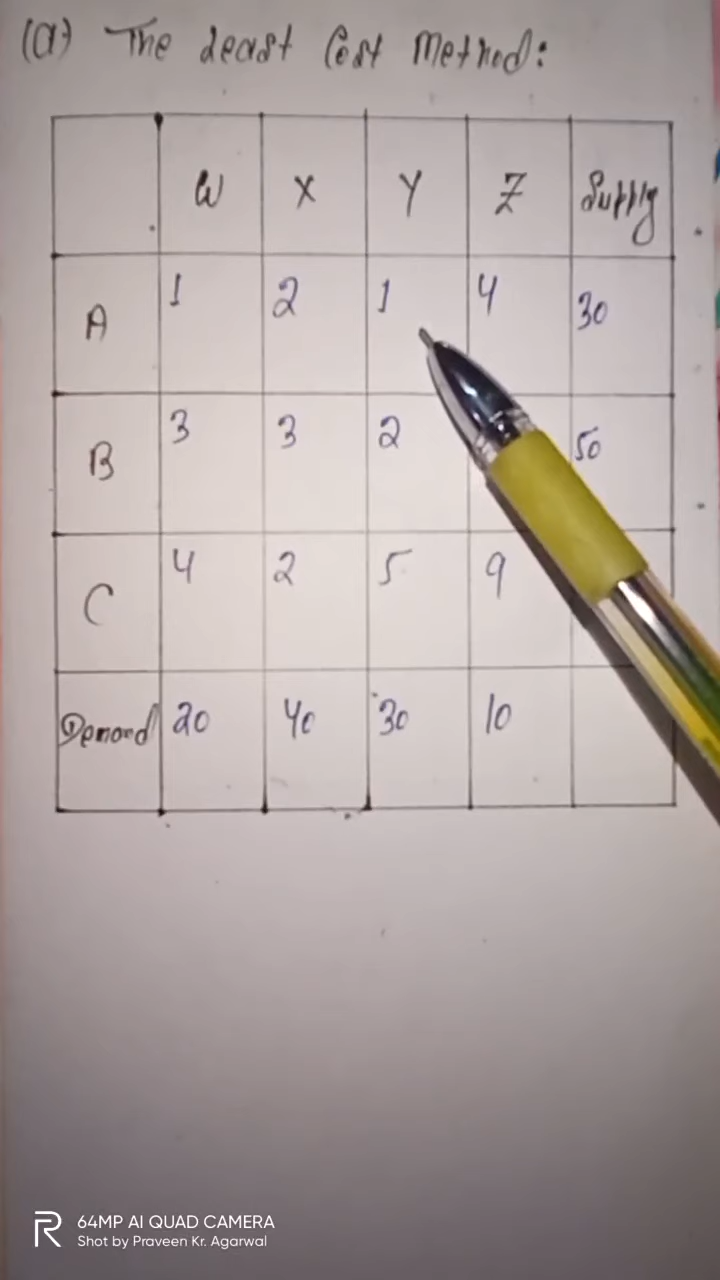 (a) The Least Cost Method:
W X Y Z Supply
A 1 2 1 4 30
B 3 3 2 50
C 4 2 5 9
Demand 20 40 30 10
64MP AI QUAD CAMERA
Shot by Praveen Kr. Agarwal